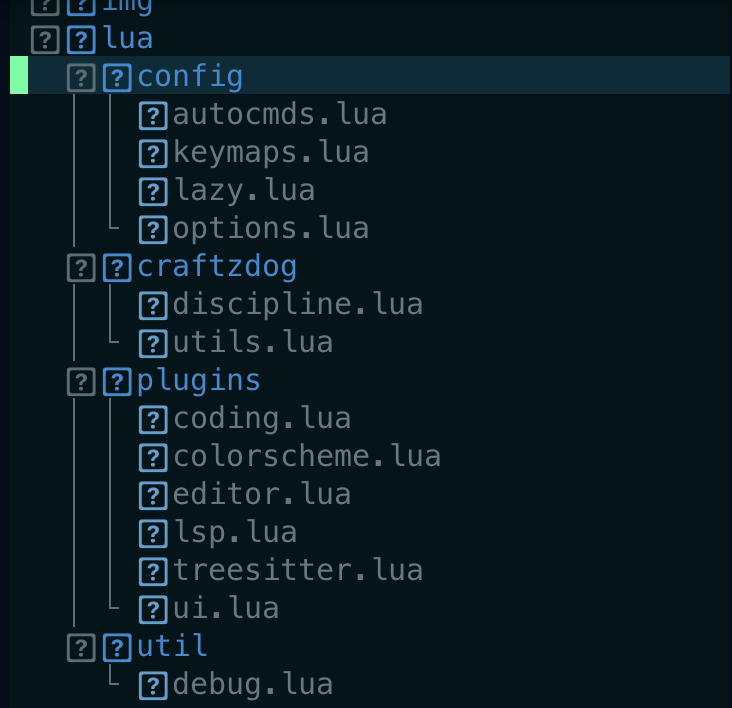 ? ? img
? ? lua
? ? config
? autocmds.lua
? keymaps.lua
? lazy.lua
? options.lua
? ? craftzdog
? discipline.lua
? utils.lua
? ? plugins
? coding.lua
? colorscheme.lua
? editor.lua
? lsp.lua
? treesitter.lua
? ui.lua
? ? util
? debug.lua